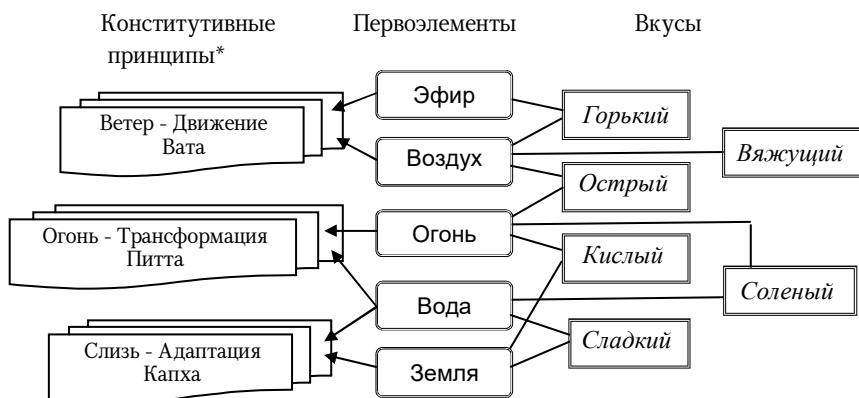 Конститутивные Первоэлементы Вкусы
принципы*
Эфир
Горький
Ветер - Движение
Вата
Воздух
Вяжущий
Острый
Огонь - Трансформация
Питта
Огонь
Кислый
Вода
Соленый
Слизь - Адаптация
Капха
Сладкий
Земля